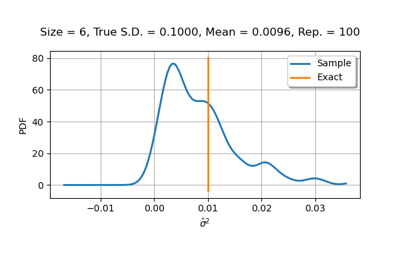 Size = 6, True S.D. = 0.1000, Mean = 0.0096, Rep. = 100
Sample
Exact
PDF
80
60
40
20
0
−0.01 0.00 0.01 0.02 0.03
σ̂²